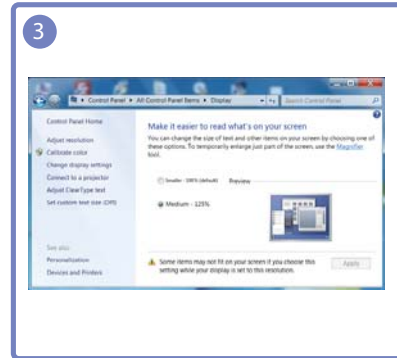 3
Control Panel ▸ All Control Panel Items ▸ Display
Search Control Panel
Control Panel Home
Adjust resolution
Calibrate color
Change display settings
Connect to a projector
Adjust ClearType text
Set custom text size (DPI)
See also
Personalization
Devices and Printers
Make it easier to read what's on your screen
You can change the size of text and other items on your screen by choosing one of
these options. To temporarily enlarge just part of the screen, use the Magnifier
tool.
Smaller - 100% (default) Preview
Medium - 125%
Some items may not fit on your screen if you choose this
setting while your display is set to this resolution.
Apply